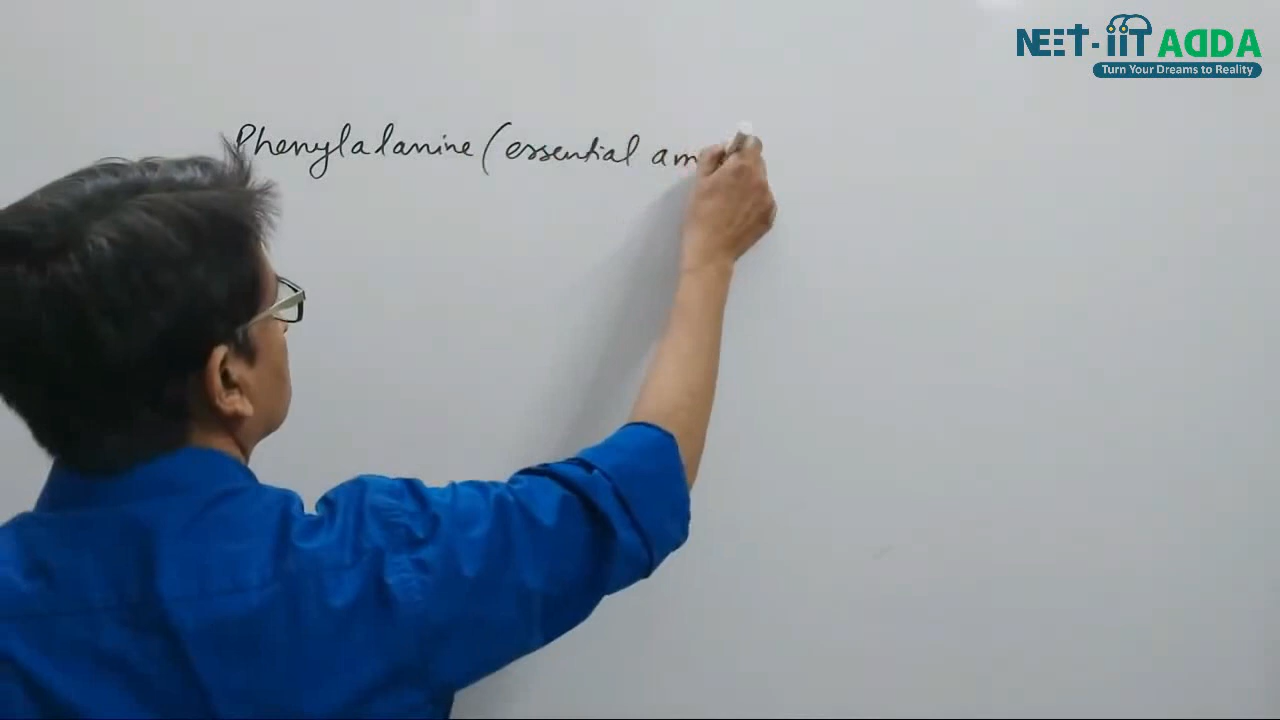 NEET-IIT ADDA
Turn Your Dreams to Reality
Phenylalanine (essential am